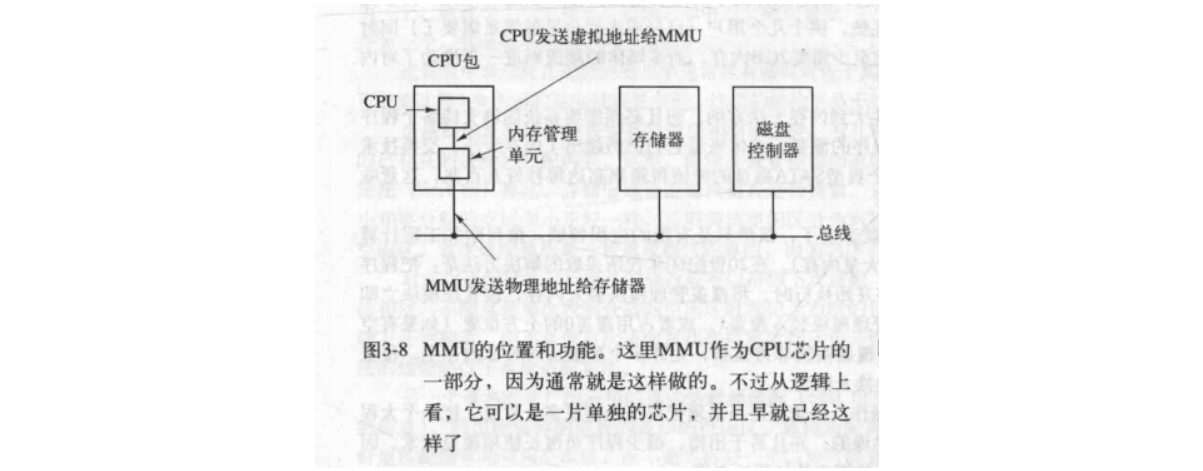 CPU发送虚拟地址给MMU
CPU包
CPU
内存管理
单元
存储器
磁盘
控制器
总线
MMU发送物理地址给存储器
图3-8 MMU的位置和功能。这里MMU作为CPU芯片的
一部分，因为通常就是这样做的。不过从逻辑上
看，它可以是一片单独的芯片，并且早就已经这
样了